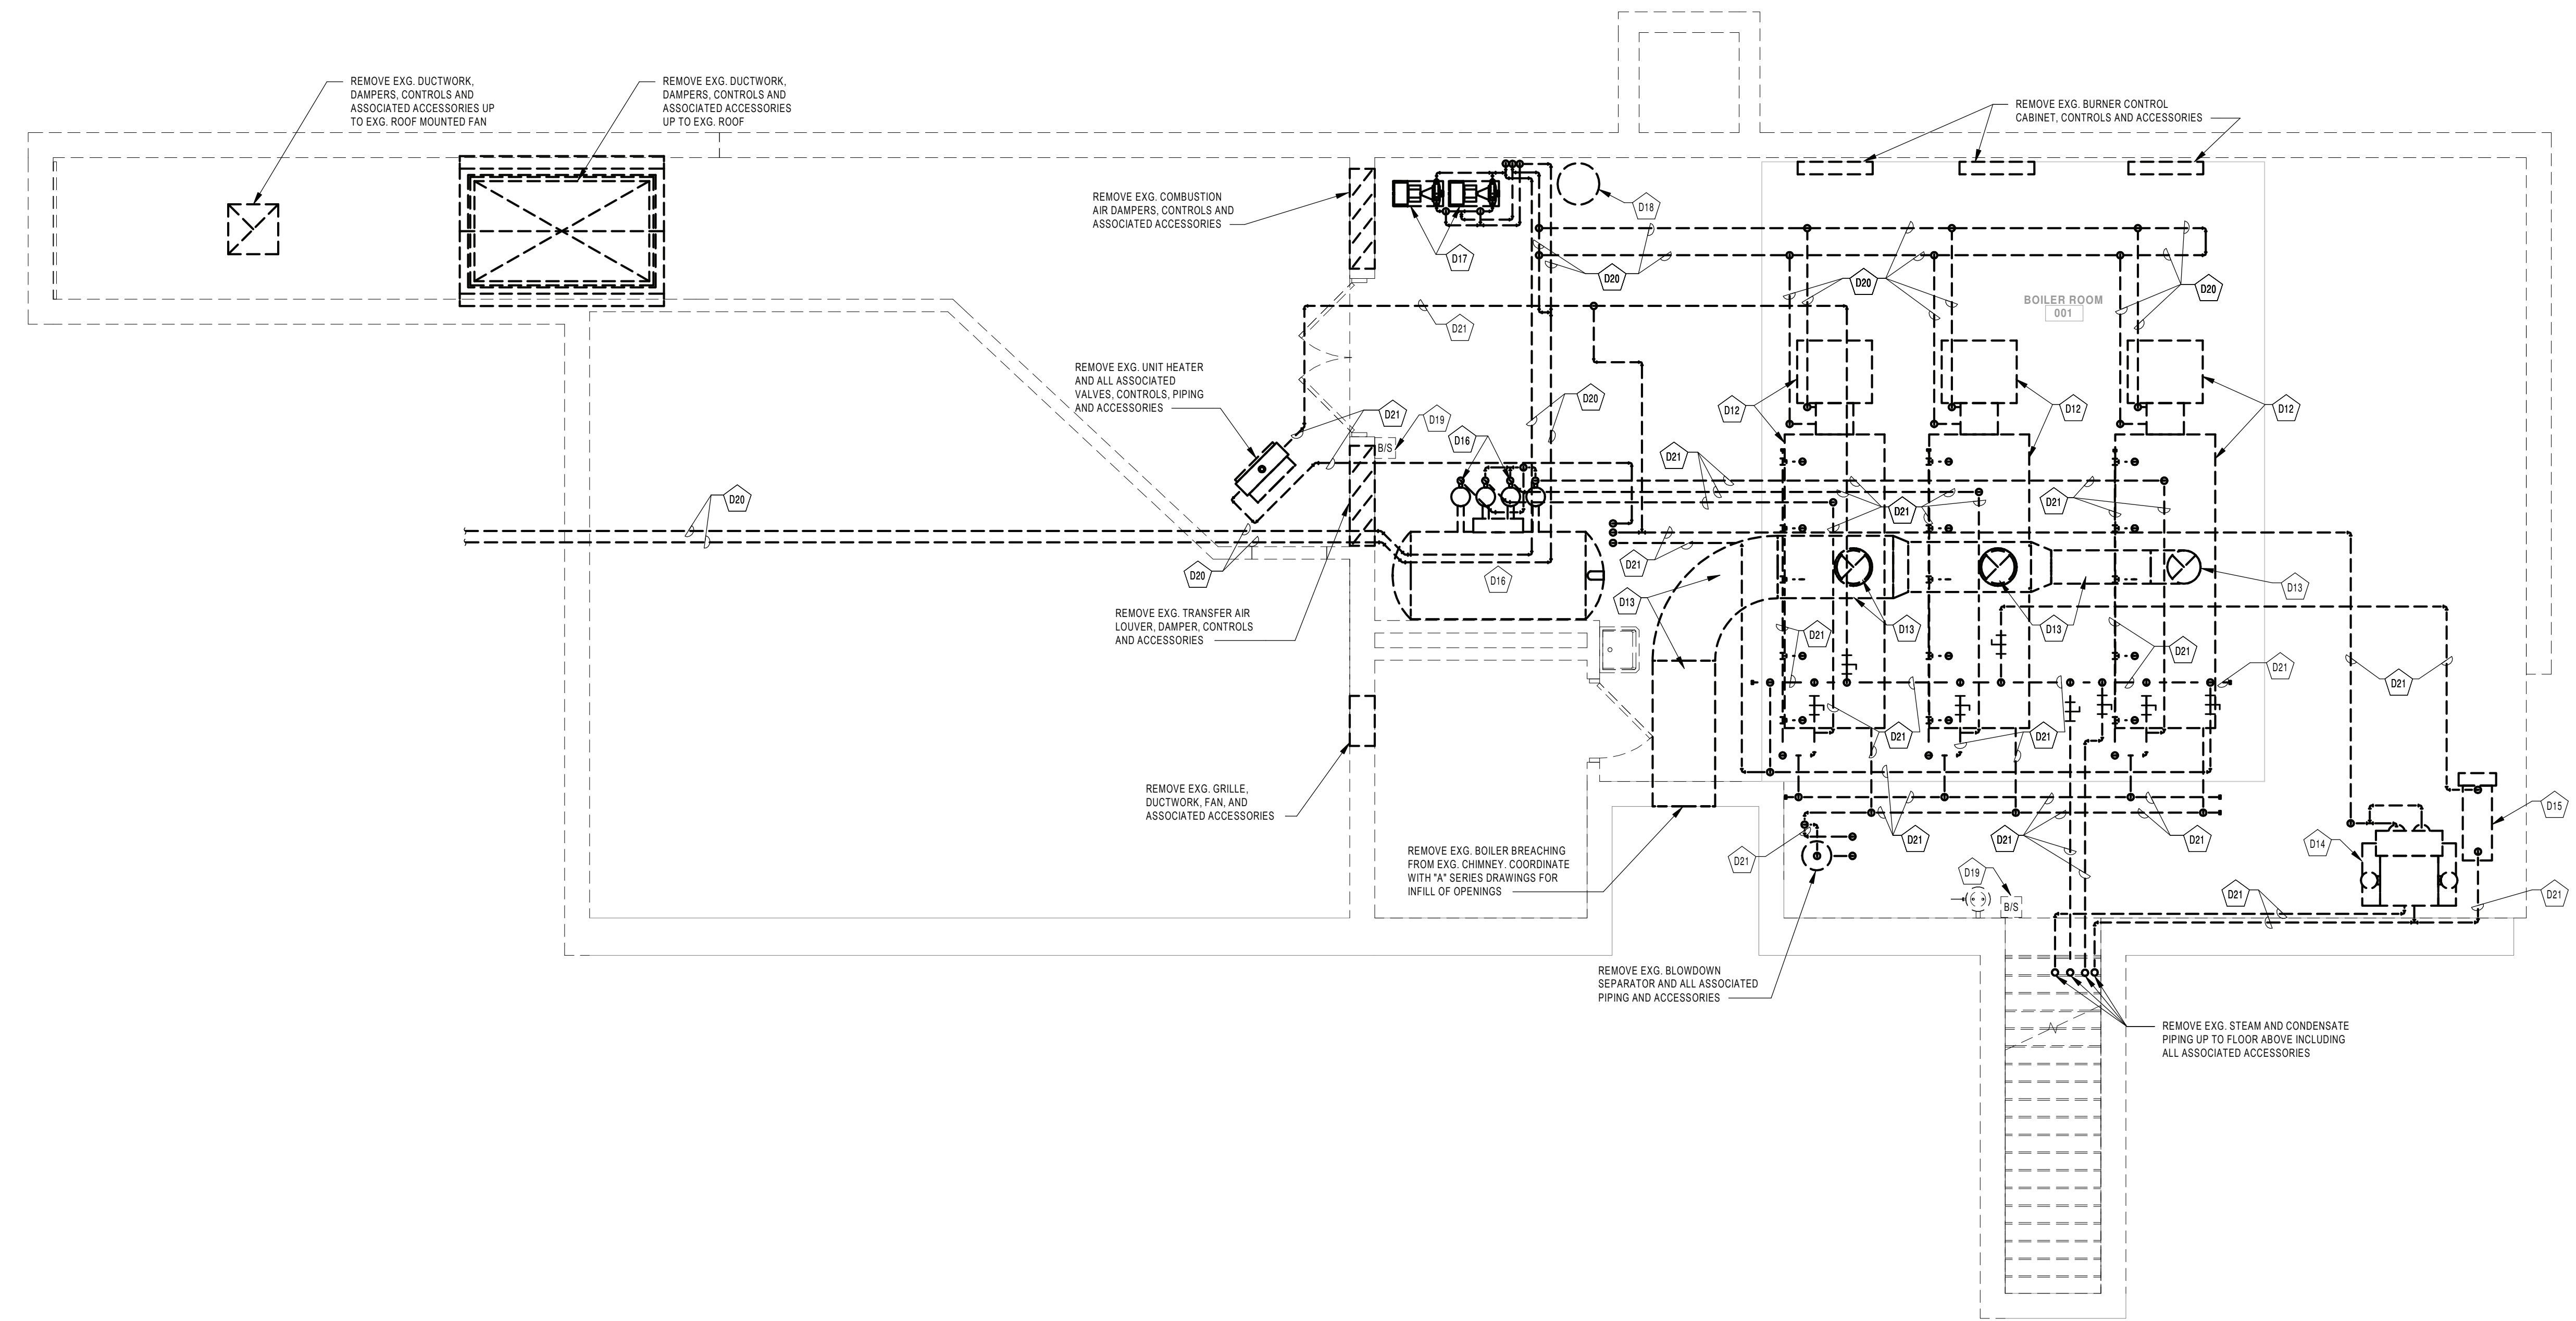 REMOVE EXG. DUCTWORK,
DAMPERS, CONTROLS AND
ASSOCIATED ACCESSORIES UP
TO EXG. ROOF MOUNTED FAN
REMOVE EXG. DUCTWORK,
DAMPERS, CONTROLS AND
ASSOCIATED ACCESSORIES
UP TO EXG. ROOF
REMOVE EXG. BURNER CONTROL
CABINET, CONTROLS AND ACCESSORIES
REMOVE EXG. COMBUSTION
AIR DAMPERS, CONTROLS AND
ASSOCIATED ACCESSORIES
D18
D17
D20
D20
D20
BOILER ROOM
001
D21
REMOVE EXG. UNIT HEATER
AND ALL ASSOCIATED
VALVES, CONTROLS, PIPING
AND ACCESSORIES
D21
D19
B/S
D16
D20
D12
D12
D12
D21
D20
D21
D21
D20
D16
D21
D13
D13
D13
D13
REMOVE EXG. TRANSFER AIR
LOUVER, DAMPER, CONTROLS
AND ACCESSORIES
D21
D21
D21
D21
D21
D21
REMOVE EXG. GRILLE,
DUCTWORK, FAN, AND
ASSOCIATED ACCESSORIES
D15
D21
D21
D21
D14
REMOVE EXG. BOILER BREACHING
FROM EXG. CHIMNEY. COORDINATE
WITH "A" SERIES DRAWINGS FOR
INFILL OF OPENINGS
D21
D19
B/S
D21
D21
REMOVE EXG. BLOWDOWN
SEPARATOR AND ALL ASSOCIATED
PIPING AND ACCESSORIES
REMOVE EXG. STEAM AND CONDENSATE
PIPING UP TO FLOOR ABOVE INCLUDING
ALL ASSOCIATED ACCESSORIES